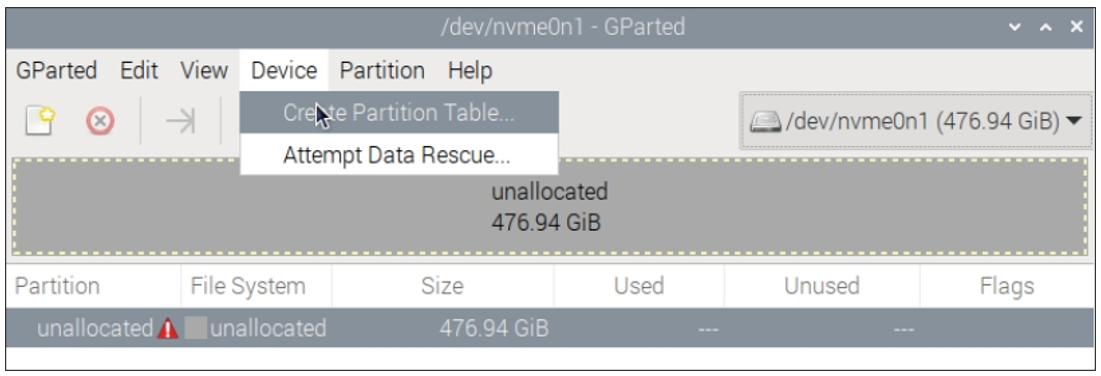 /dev/nvme0n1 - GParted
GParted Edit View Device Partition Help
Create Partition Table...
/dev/nvme0n1 (476.94 GiB)
Attempt Data Rescue...
unallocated
476.94 GiB
Partition File System Size Used Unused Flags
unallocated unallocated 476.94 GiB --- ---